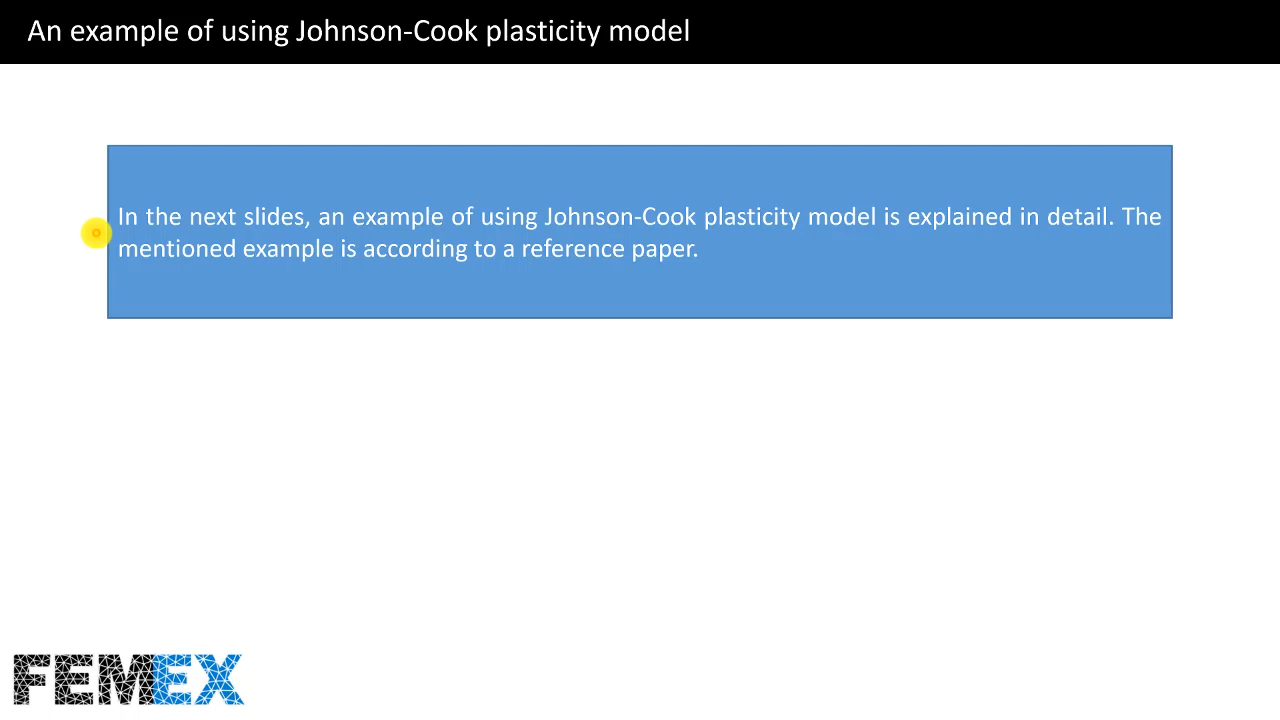 An example of using Johnson-Cook plasticity model
In the next slides, an example of using Johnson-Cook plasticity model is explained in detail. The
mentioned example is according to a reference paper.
FEMEX